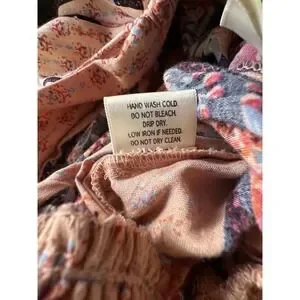 HAND WASH COLD.
DO NOT BLEACH.
DRIP DRY.
LOW IRON IF NEEDED.
DO NOT DRY CLEAN.